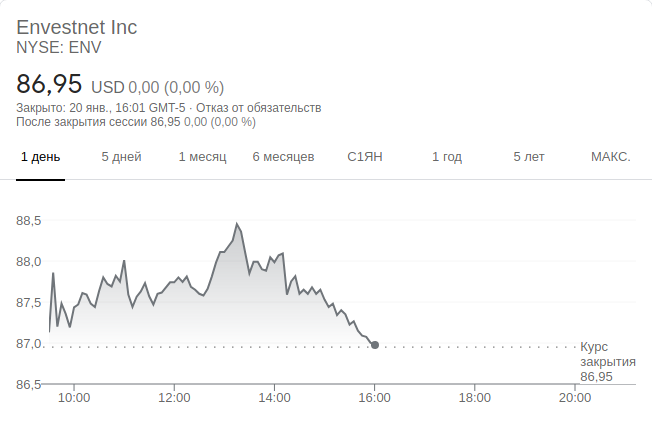 Envestnet Inc
NYSE: ENV
86,95 USD 0,00 (0,00 %)
Закрыто: 20 янв., 16:01 GMT-5 · Отказ от обязательств
После закрытия сессии 86,95 0,00 (0,00 %)
1 день 5 дней 1 месяц 6 месяцев С1ЯН 1 год 5 лет МАКС.
88,5
88,0
87,5
87,0
Курс
закрытия
86,95
86,5
10:00 12:00 14:00 16:00 18:00 20:00